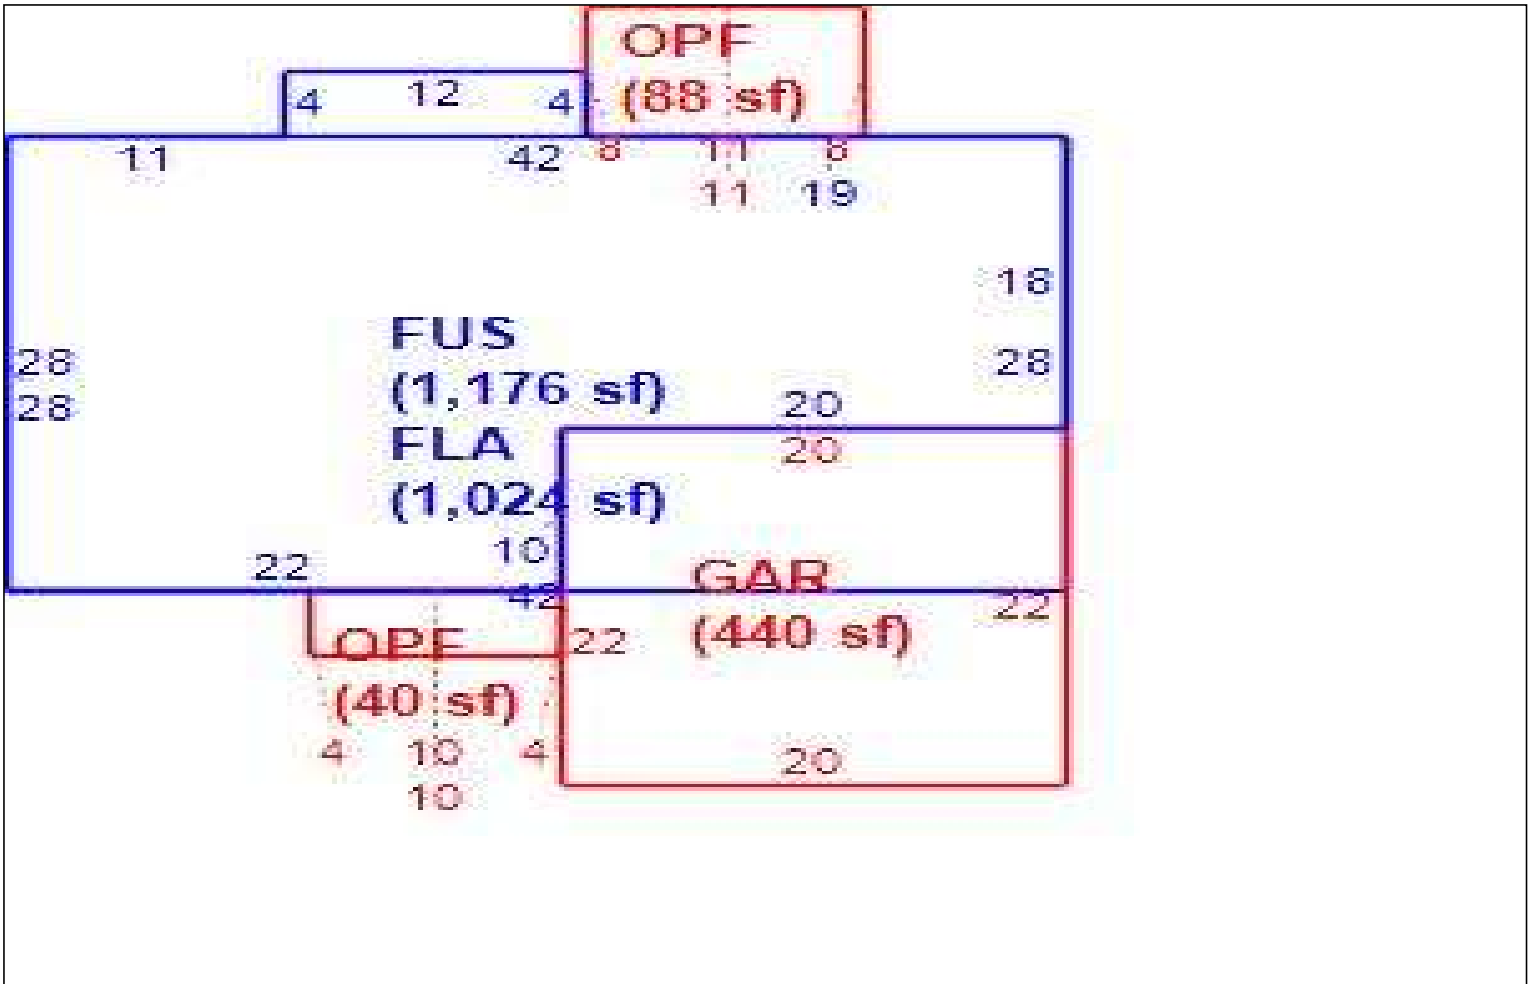 OPF
(88 sf)
4 12 4
11 42 8 11 8
11 19
18
FUS
28 28
(1,176 sf)
28 20
FLA
20
(1,024 sf)
10
22 GAR
42 22
OPF 22 (440 sf)
(40 sf)
4 10 4 20
10